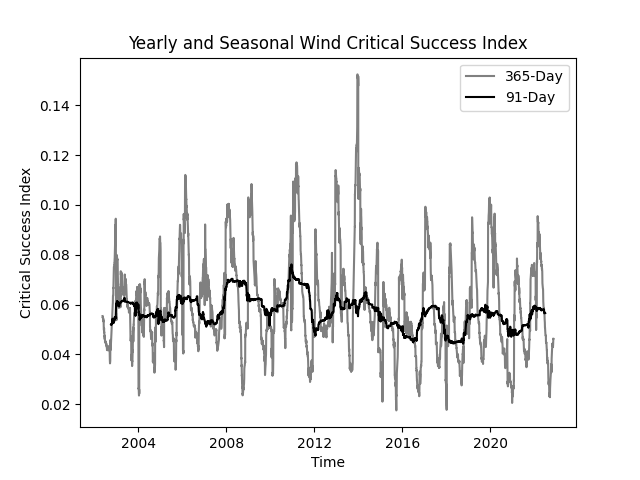 Yearly and Seasonal Wind Critical Success Index
365-Day
91-Day
0.14
0.12
0.10
0.08
0.06
0.04
0.02
Critical Success Index
2004 2008 2012 2016 2020
Time